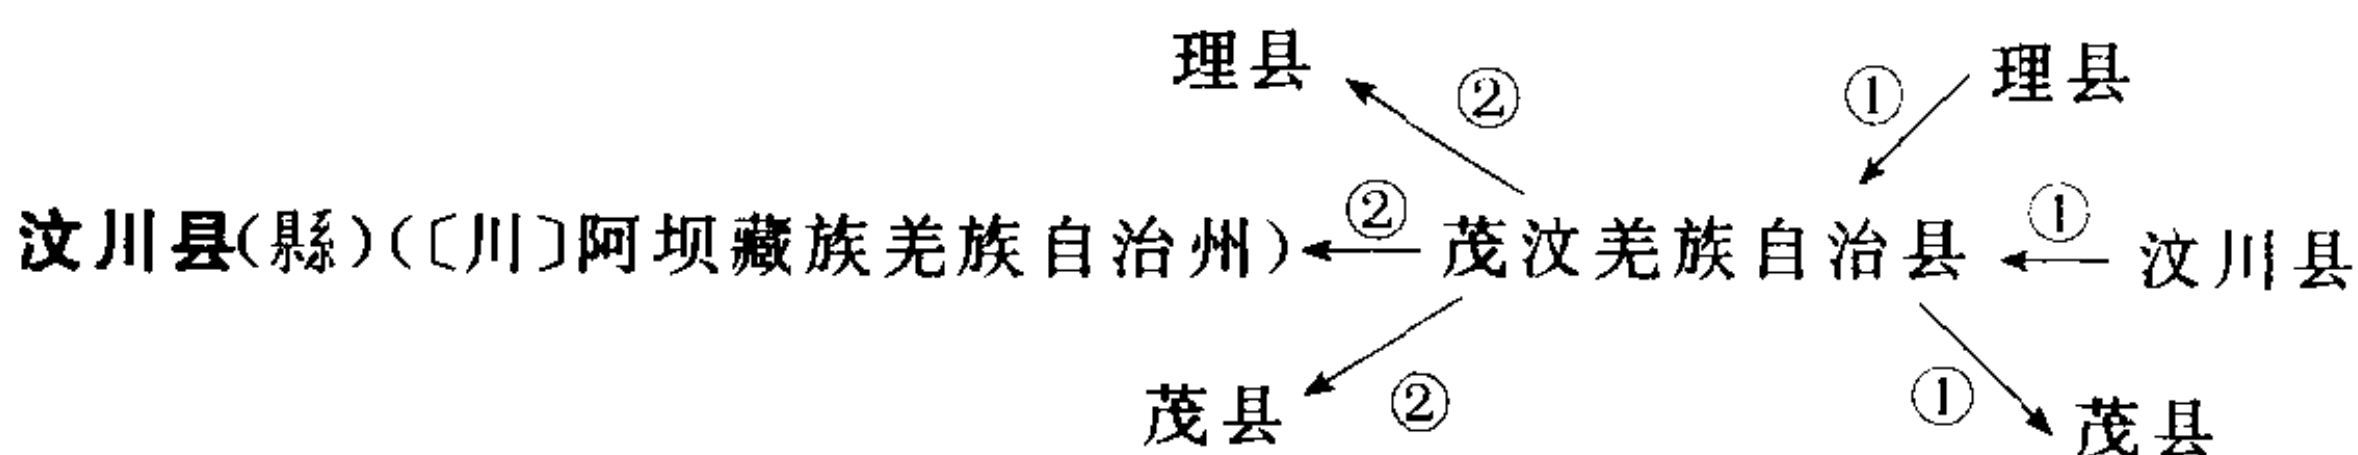 理县 ② ① 理县
汶川县(縣)(〔川〕阿坝藏族羌族自治州) ② 茂汶羌族自治县 ① 汶川县
茂县 ② ① 茂县